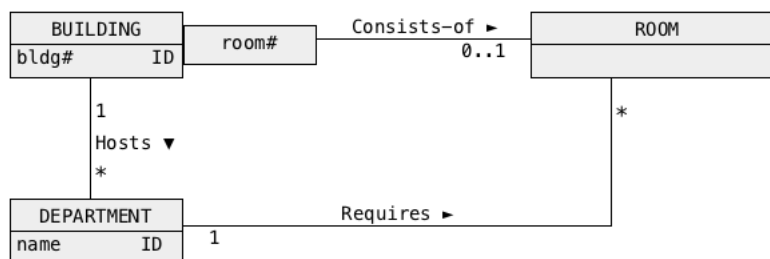 BUILDING
bldg# ID
room#
Consists-of ►
0..1
ROOM
1
Hosts ▼
*
*
DEPARTMENT
name ID
1
Requires ►